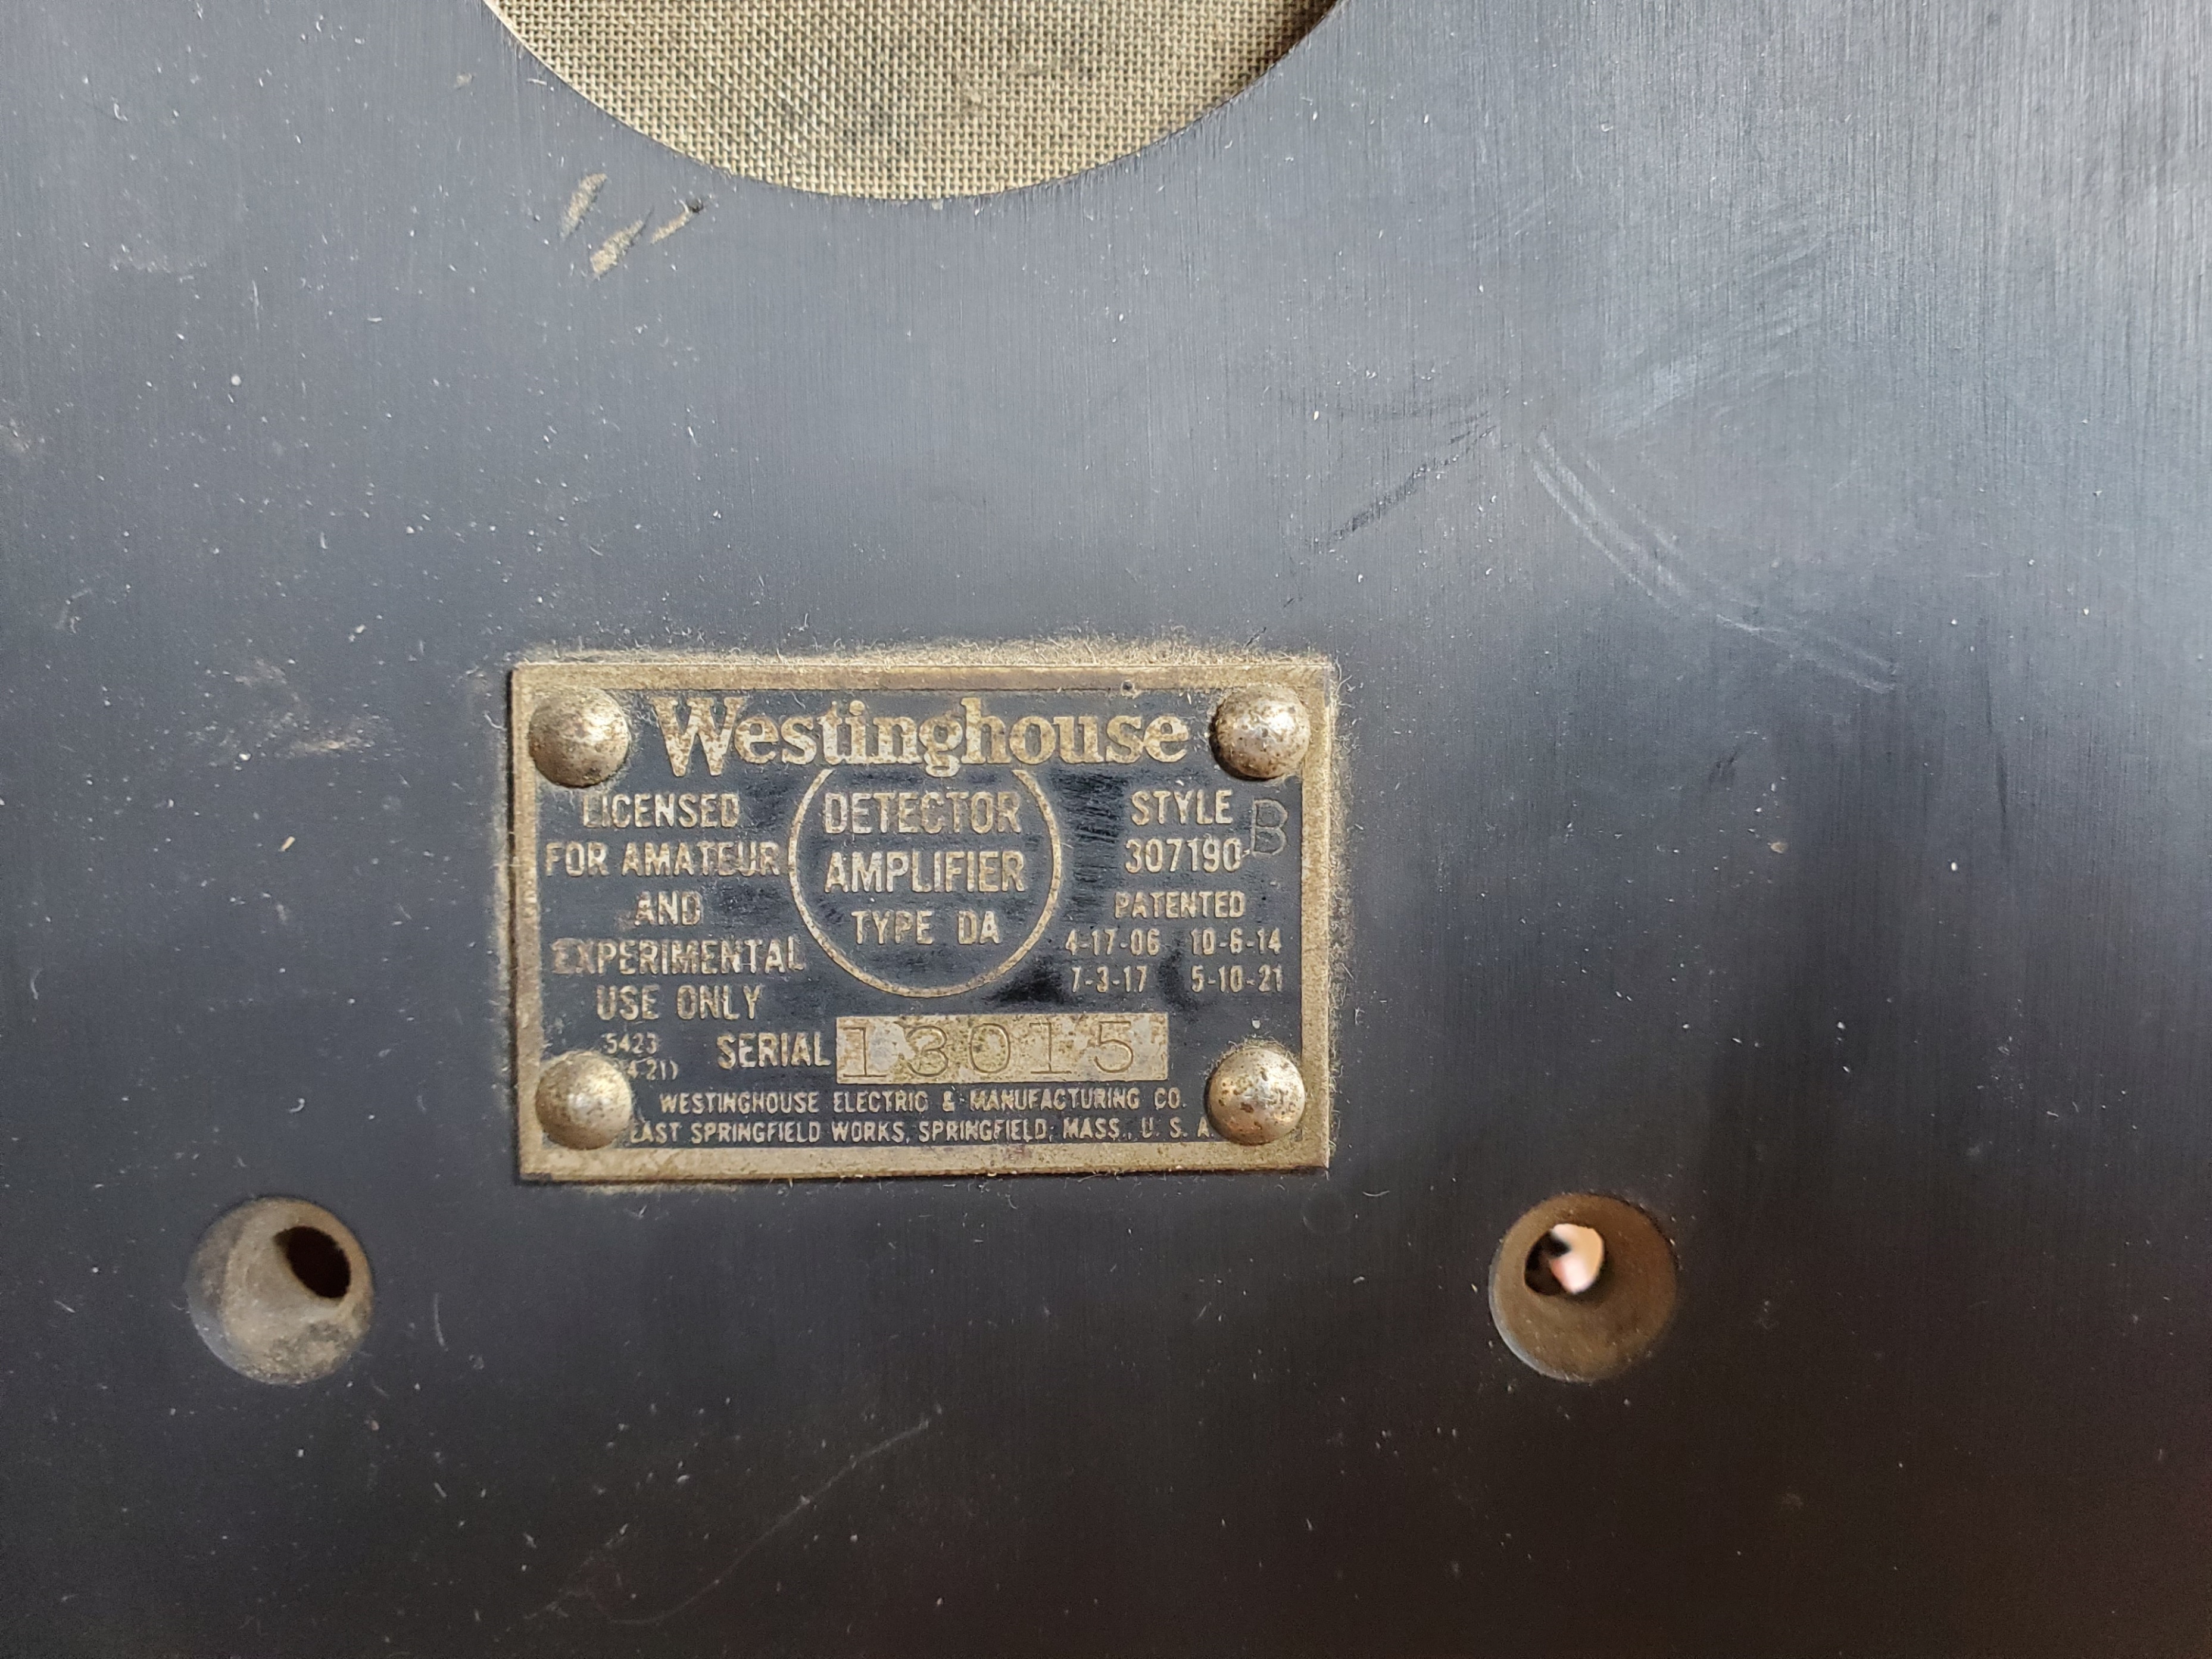 Westinghouse
LICENSED
FOR AMATEUR
AND
EXPERIMENTAL
USE ONLY
DETECTOR
AMPLIFIER
TYPE DA
STYLE
307190-B
PATENTED
4-17-06 10-6-14
7-3-17 5-10-21
5423
SERIAL 13015
WESTINGHOUSE ELECTRIC & MANUFACTURING CO.
EAST SPRINGFIELD WORKS, SPRINGFIELD, MASS., U. S. A